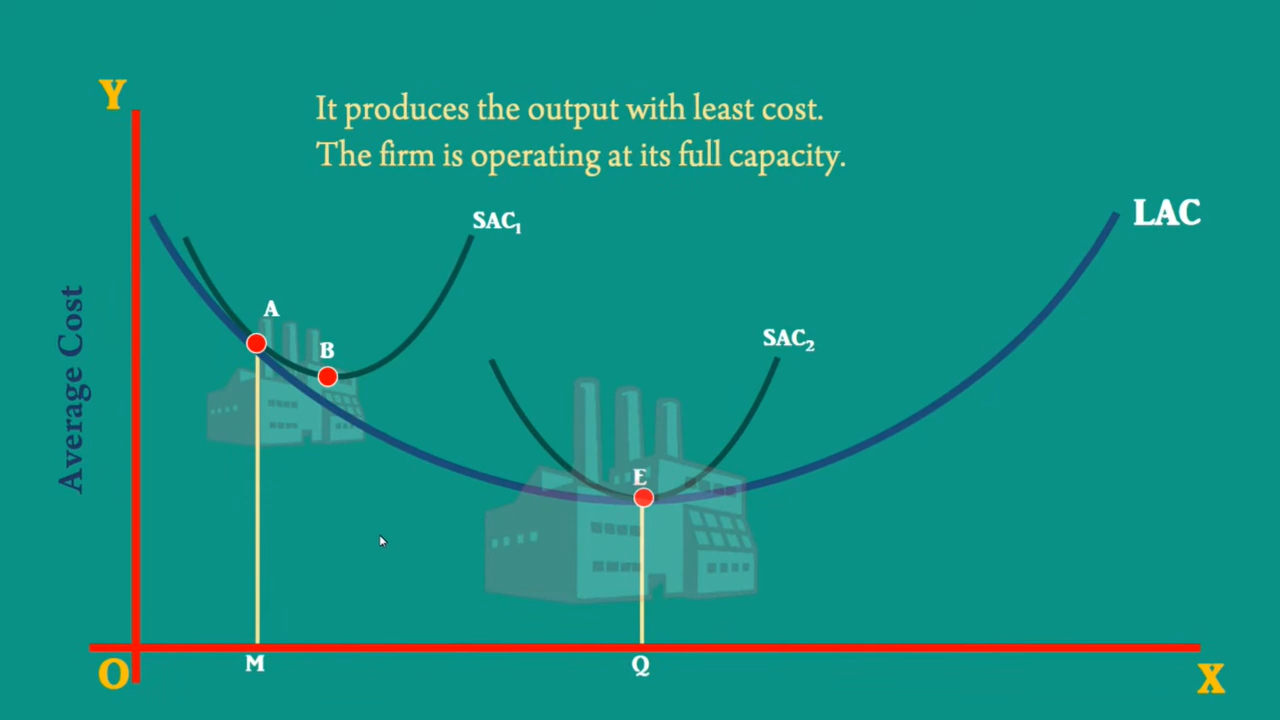 Y
It produces the output with least cost.
The firm is operating at its full capacity.
SAC₁
LAC
A
B
SAC₂
Average Cost
E
O
M
Q
X